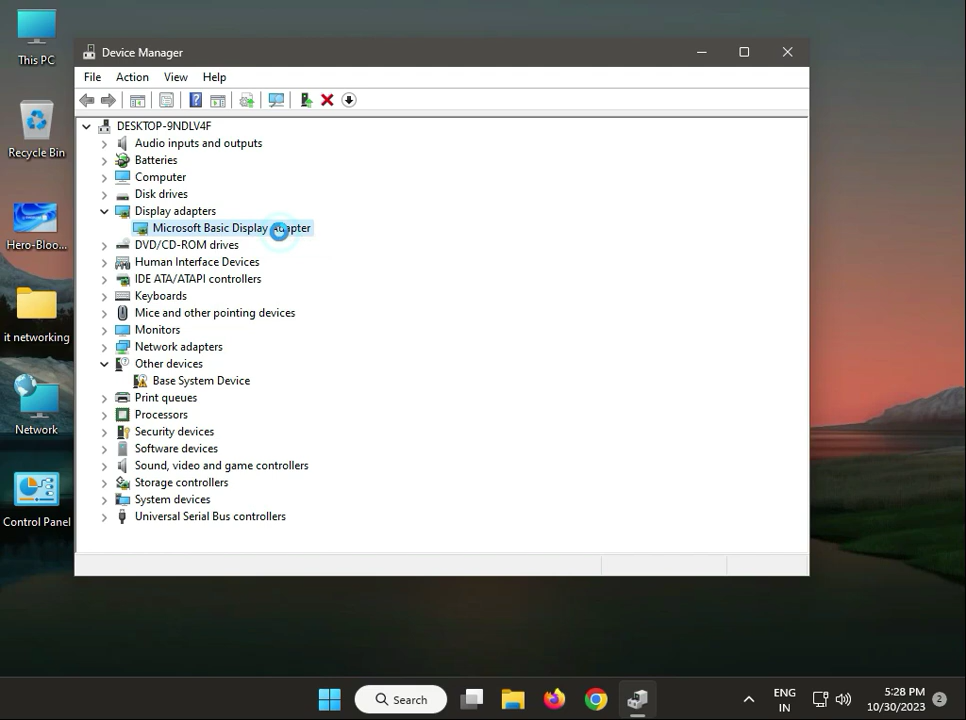 This PC
Recycle Bin
Hero-Bloo...
it networking
Network
Control Panel
Device Manager
File Action View Help
DESKTOP-9NDLV4F
Audio inputs and outputs
Batteries
Computer
Disk drives
Display adapters
Microsoft Basic Display Adapter
DVD/CD-ROM drives
Human Interface Devices
IDE ATA/ATAPI controllers
Keyboards
Mice and other pointing devices
Monitors
Network adapters
Other devices
Base System Device
Print queues
Processors
Security devices
Software devices
Sound, video and game controllers
Storage controllers
System devices
Universal Serial Bus controllers
Search
ENG
IN
5:28 PM
10/30/2023
2